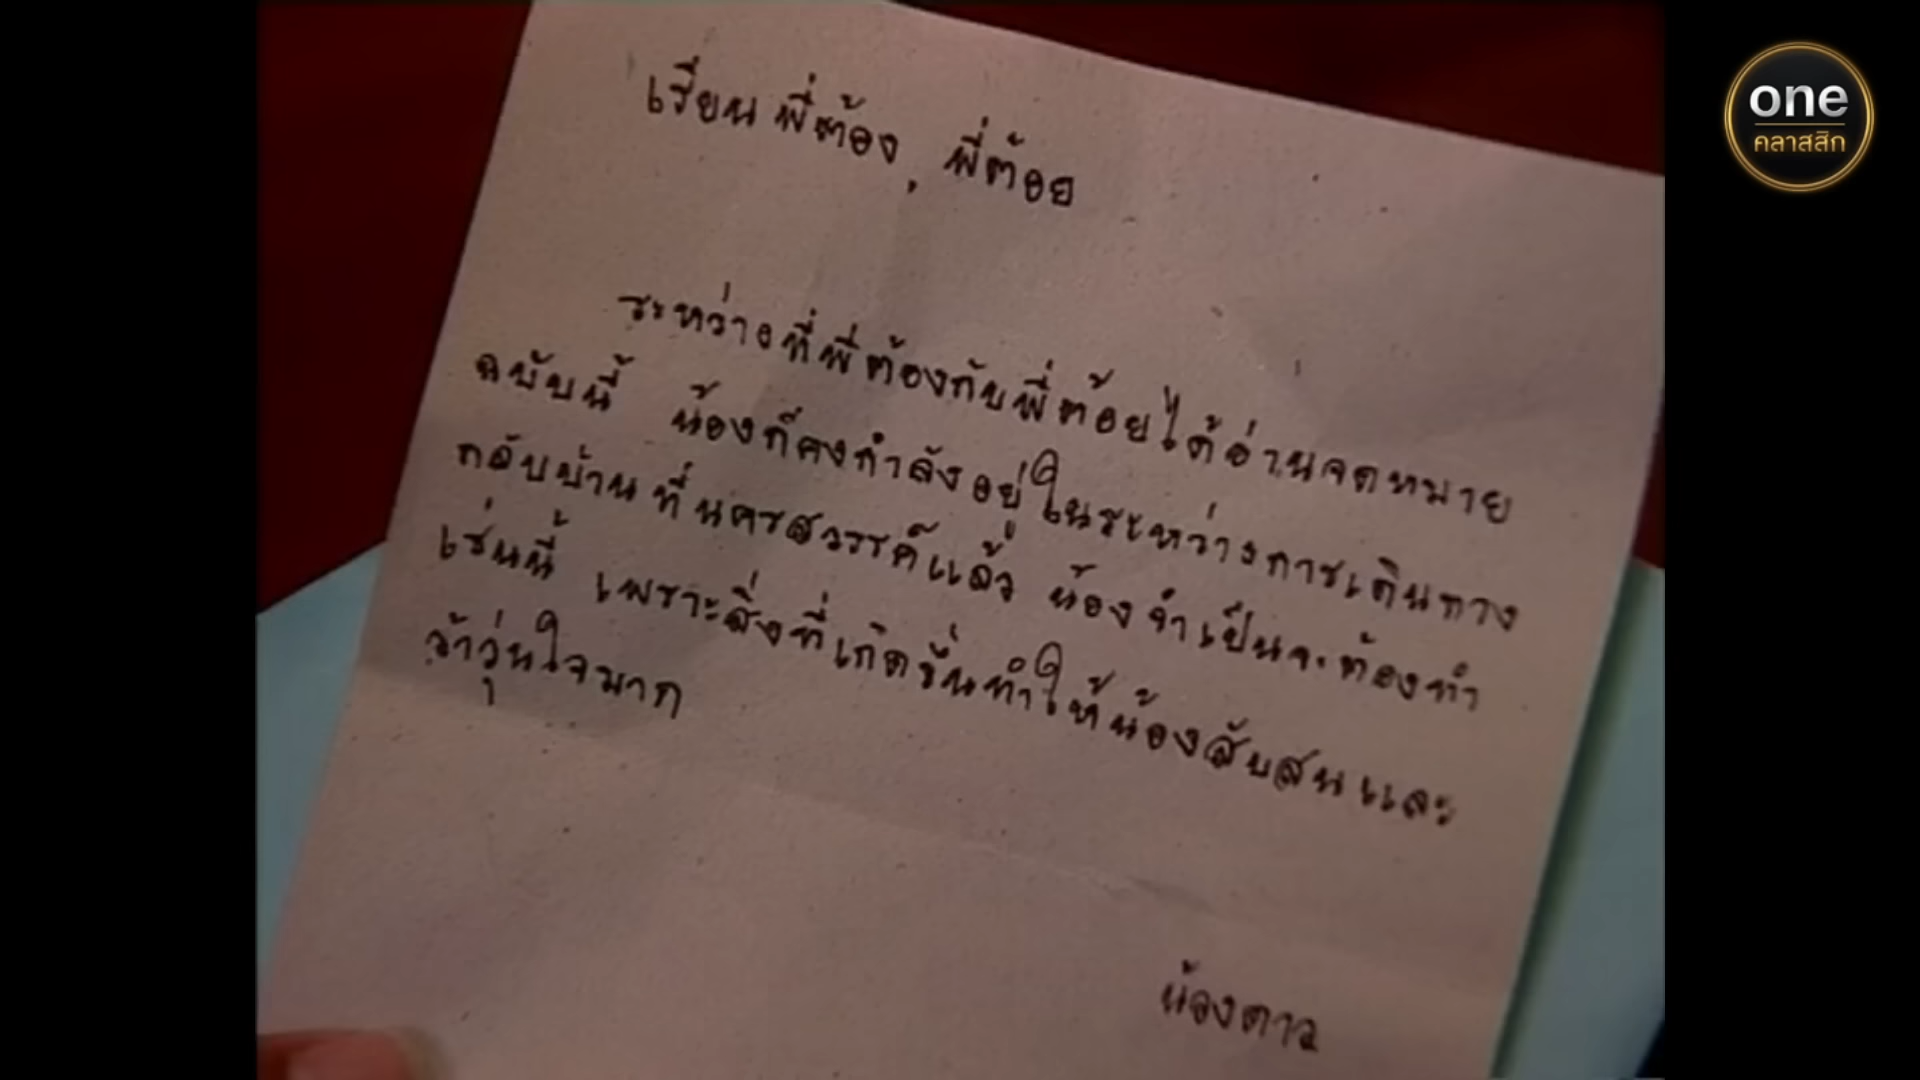 one
คลาสสิก
เรียน พี่ต้อง, พี่ต้อย
ระหว่างที่พี่ต้องกับพี่ต้อยได้อ่านจดหมาย
ฉบับนี้ น้องก็คงกำลังอยู่ในระหว่างการเดินทาง
กลับบ้านที่นครสวรรค์แล้ว น้องจำเป็นจะต้องทำ
เช่นนี้ เพราะสิ่งที่เกิดขึ้นทำให้น้องสับสนและ
ว้าวุ่นใจมาก
น้องดาว